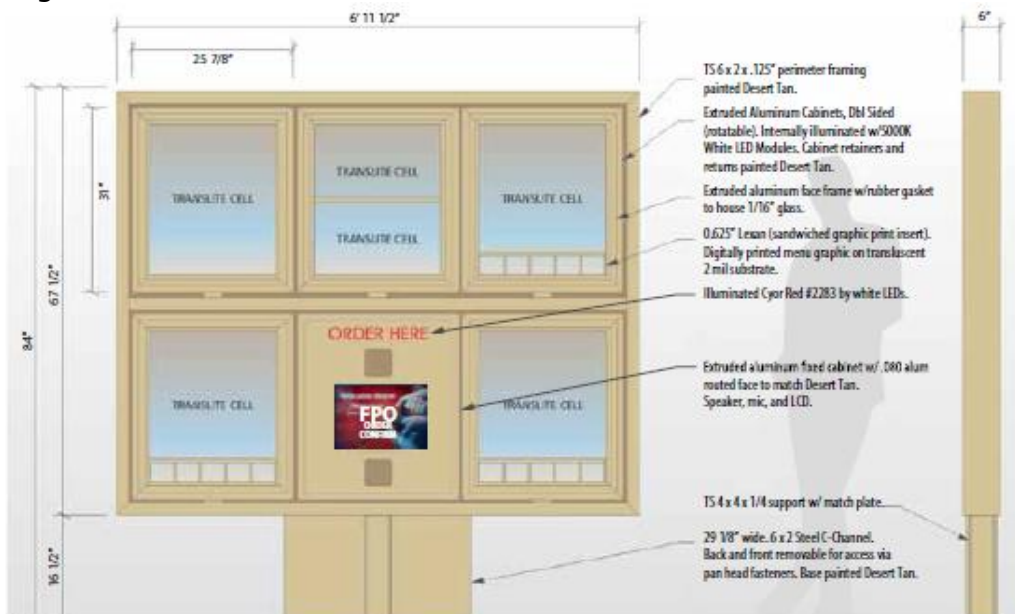 6' 11 1/2"
6"
25 7/8"
TS 6 x 2 x .125" perimeter framing
painted Desert Tan.
Extruded Aluminum Cabinets, Dbl Sided
(rotatable). Internally illuminated w/5000K
White LED Modules. Cabinet retainers and
returns painted Desert Tan.
Extruded aluminum face frame w/rubber gasket
to house 1/16" glass.
0.625" Lexan (sandwiched graphic print insert).
Digitally printed menu graphic on transluscent
2 mil substrate.
Illuminated Cyor Red #2283 by white LEDs.
Extruded aluminum fixed cabinet w/ .080 alum
routed face to match Desert Tan.
Speaker, mic, and LCD.
TS 4 x 4 x 1/4 support w/ match plate.
29 1/8" wide. 6 x 2 Steel C-Channel.
Back and front removable for access via
pan head fasteners. Base painted Desert Tan.
31"
67 1/2"
84"
16 1/2"
TRANSLITE CELL
TRANSLITE CELL
TRANSLITE CELL
TRANSLITE CELL
ORDER HERE
TRANSLITE CELL
FPO
ORDER
TRANSLITE CELL